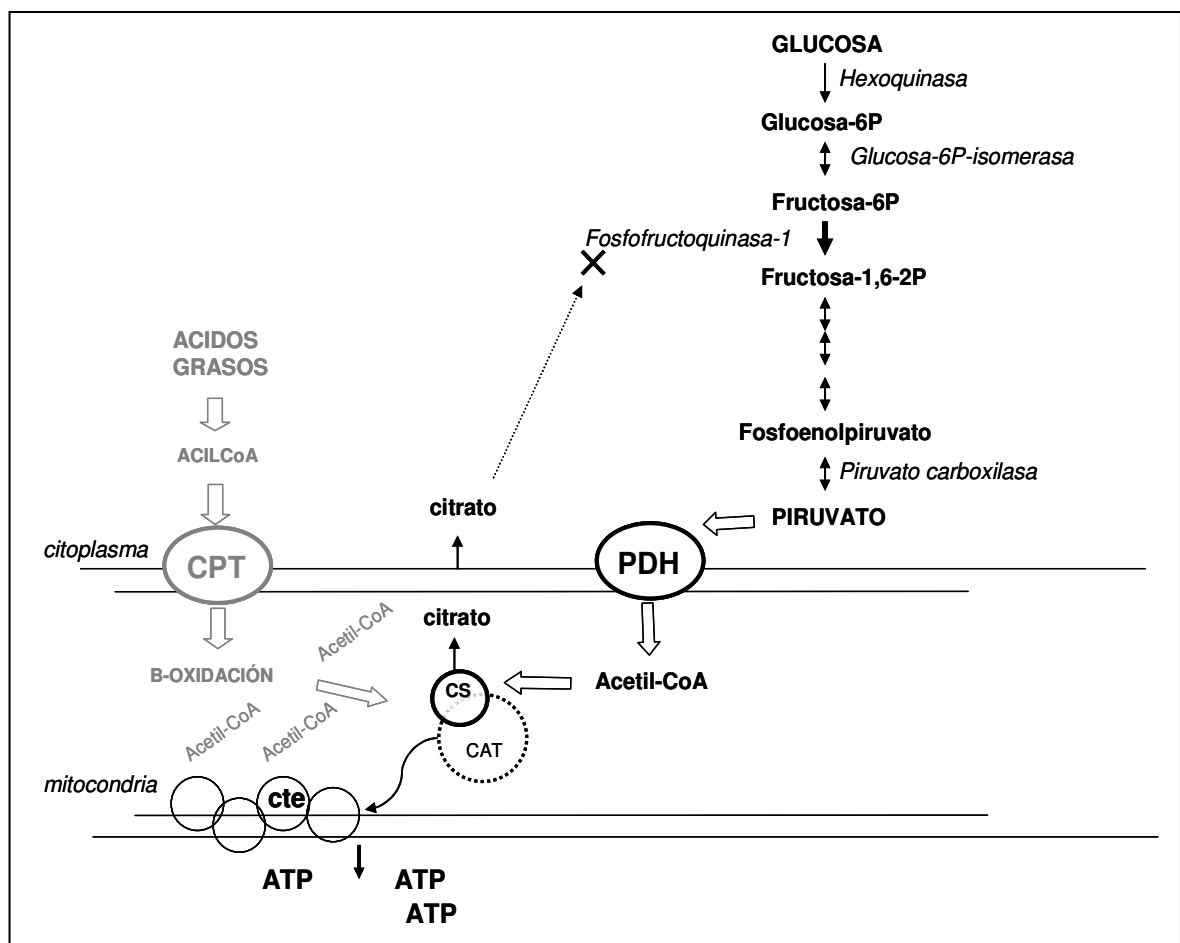 GLUCOSA
Hexoquinasa
Glucosa-6P
Glucosa-6P-isomerasa
Fructosa-6P
Fosfofructoquinasa-1
Fructosa-1,6-2P
ACIDOS
GRASOS
Fosfoenolpiruvato
ACILCoA
Piruvato carboxilasa
citrato
PIRUVATO
citoplasma
CPT
PDH
Acetil-CoA
citrato
B-OXIDACIÓN
CS
Acetil-CoA
Acetil-CoA
Acetil-CoA
CAT
mitocondria
cte
ATP
ATP
ATP